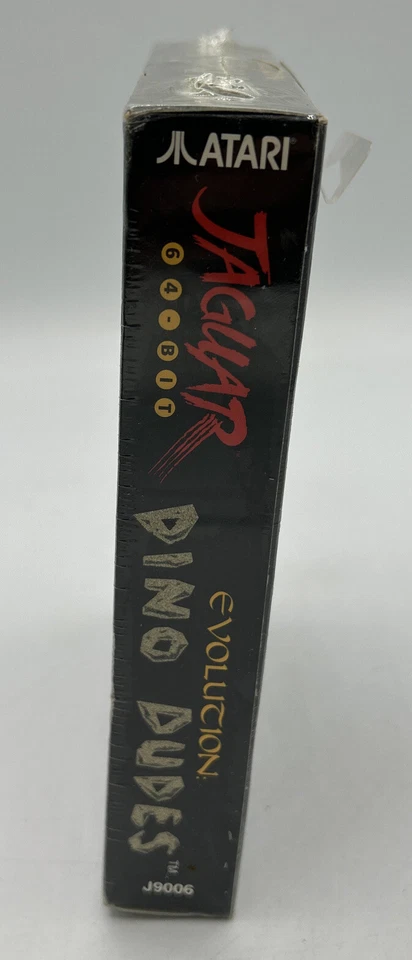 ATARI®
JAGUAR
64-BIT
EVOLUTION:
DINO DUDES™
J9006